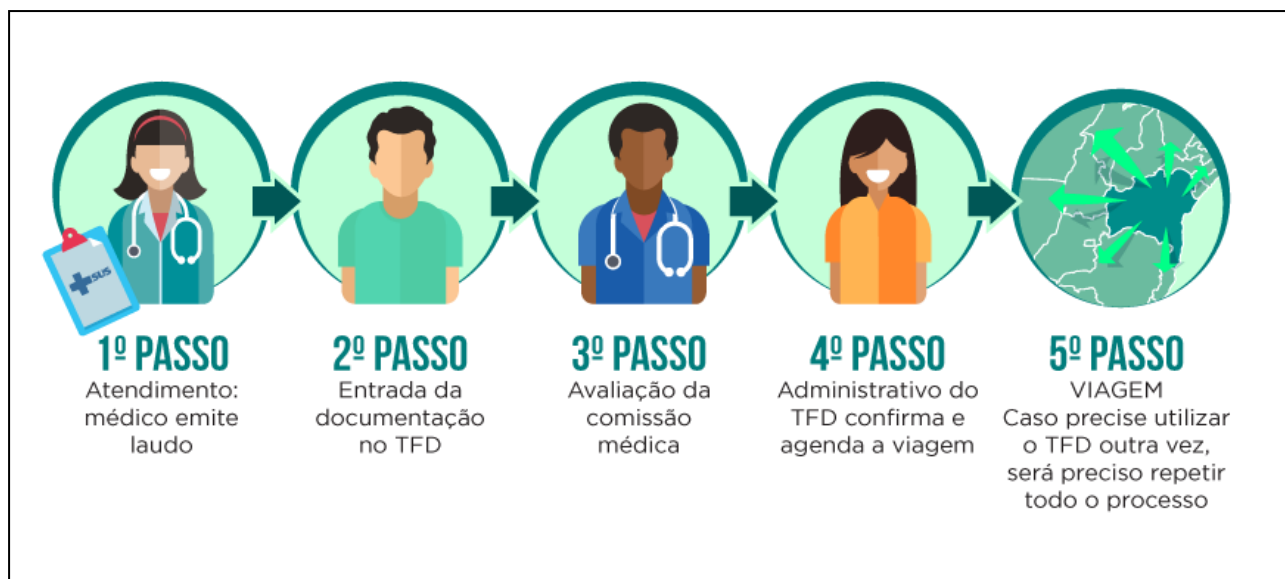 SUS
1º PASSO
Atendimento:
médico emite
laudo
2º PASSO
Entrada da
documentação
no TFD
3º PASSO
Avaliação da
comissão
médica
4º PASSO
Administrativo do
TFD confirma e
agenda a viagem
5º PASSO
VIAGEM
Caso precise utilizar
o TFD outra vez,
será preciso repetir
todo o processo